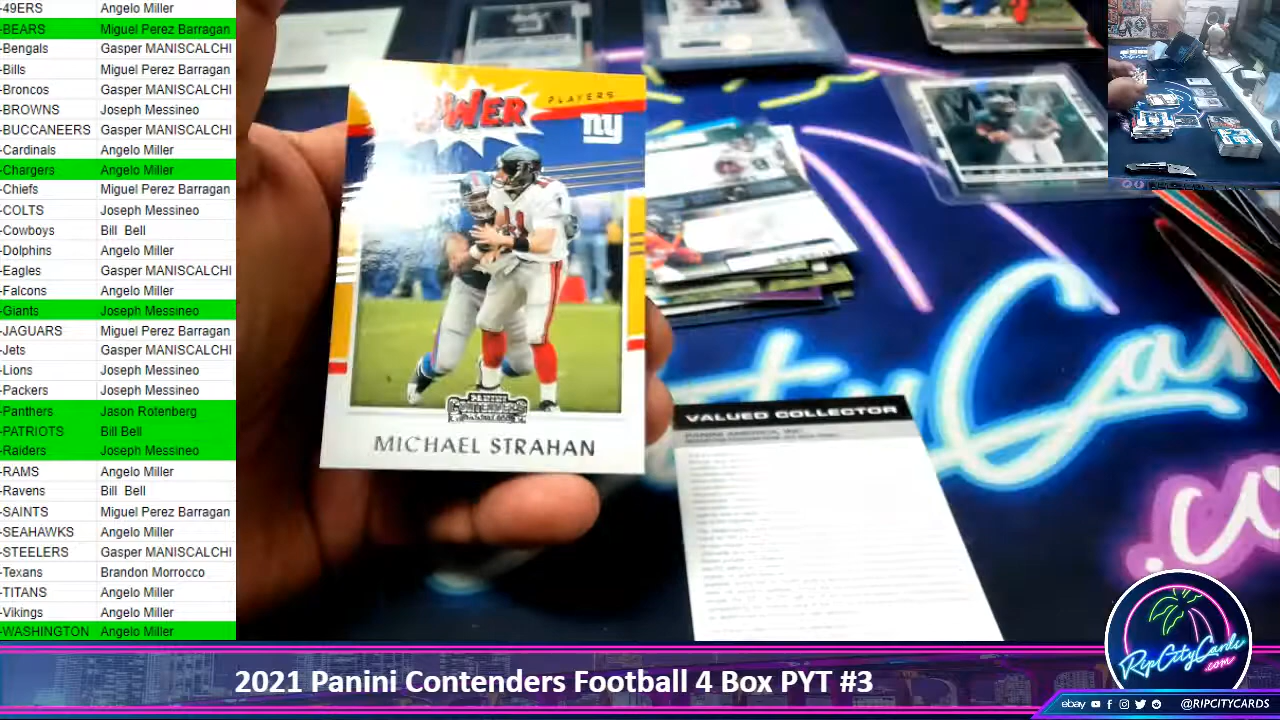 -49ERS Angelo Miller
-BEARS Miguel Perez Barragan
-Bengals Gasper MANISCALCHI
-Bills Miguel Perez Barragan
-Broncos Gasper MANISCALCHI
-BROWNS Joseph Messineo
-BUCCANEERS Gasper MANISCALCHI
-Cardinals Angelo Miller
-Chargers Angelo Miller
-Chiefs Miguel Perez Barragan
-COLTS Joseph Messineo
-Cowboys Bill Bell
-Dolphins Angelo Miller
-Eagles Gasper MANISCALCHI
-Falcons Angelo Miller
-Giants Joseph Messineo
-JAGUARS Miguel Perez Barragan
-Jets Gasper MANISCALCHI
-Lions Joseph Messineo
-Packers Joseph Messineo
-Panthers Jason Rotenberg
-PATRIOTS Bill Bell
-Raiders Joseph Messineo
-RAMS Angelo Miller
Bill Bell
-SAINTS Miguel Perez Barragan
Angelo Miller
-STEELERS Gasper MANISCALCHI
Brandon Morrocco
Angelo Miller
-Vikings Angelo Miller
-WASHINGTON Angelo Miller
PLAYERS
ny
PANINI
CONTENDERS
MICHAEL STRAHAN
VALUED COLLECTOR
2021 Panini Contenders Football 4 Box PYT #3
RipCityCards
.com
ebay @RIPCITYCARDS